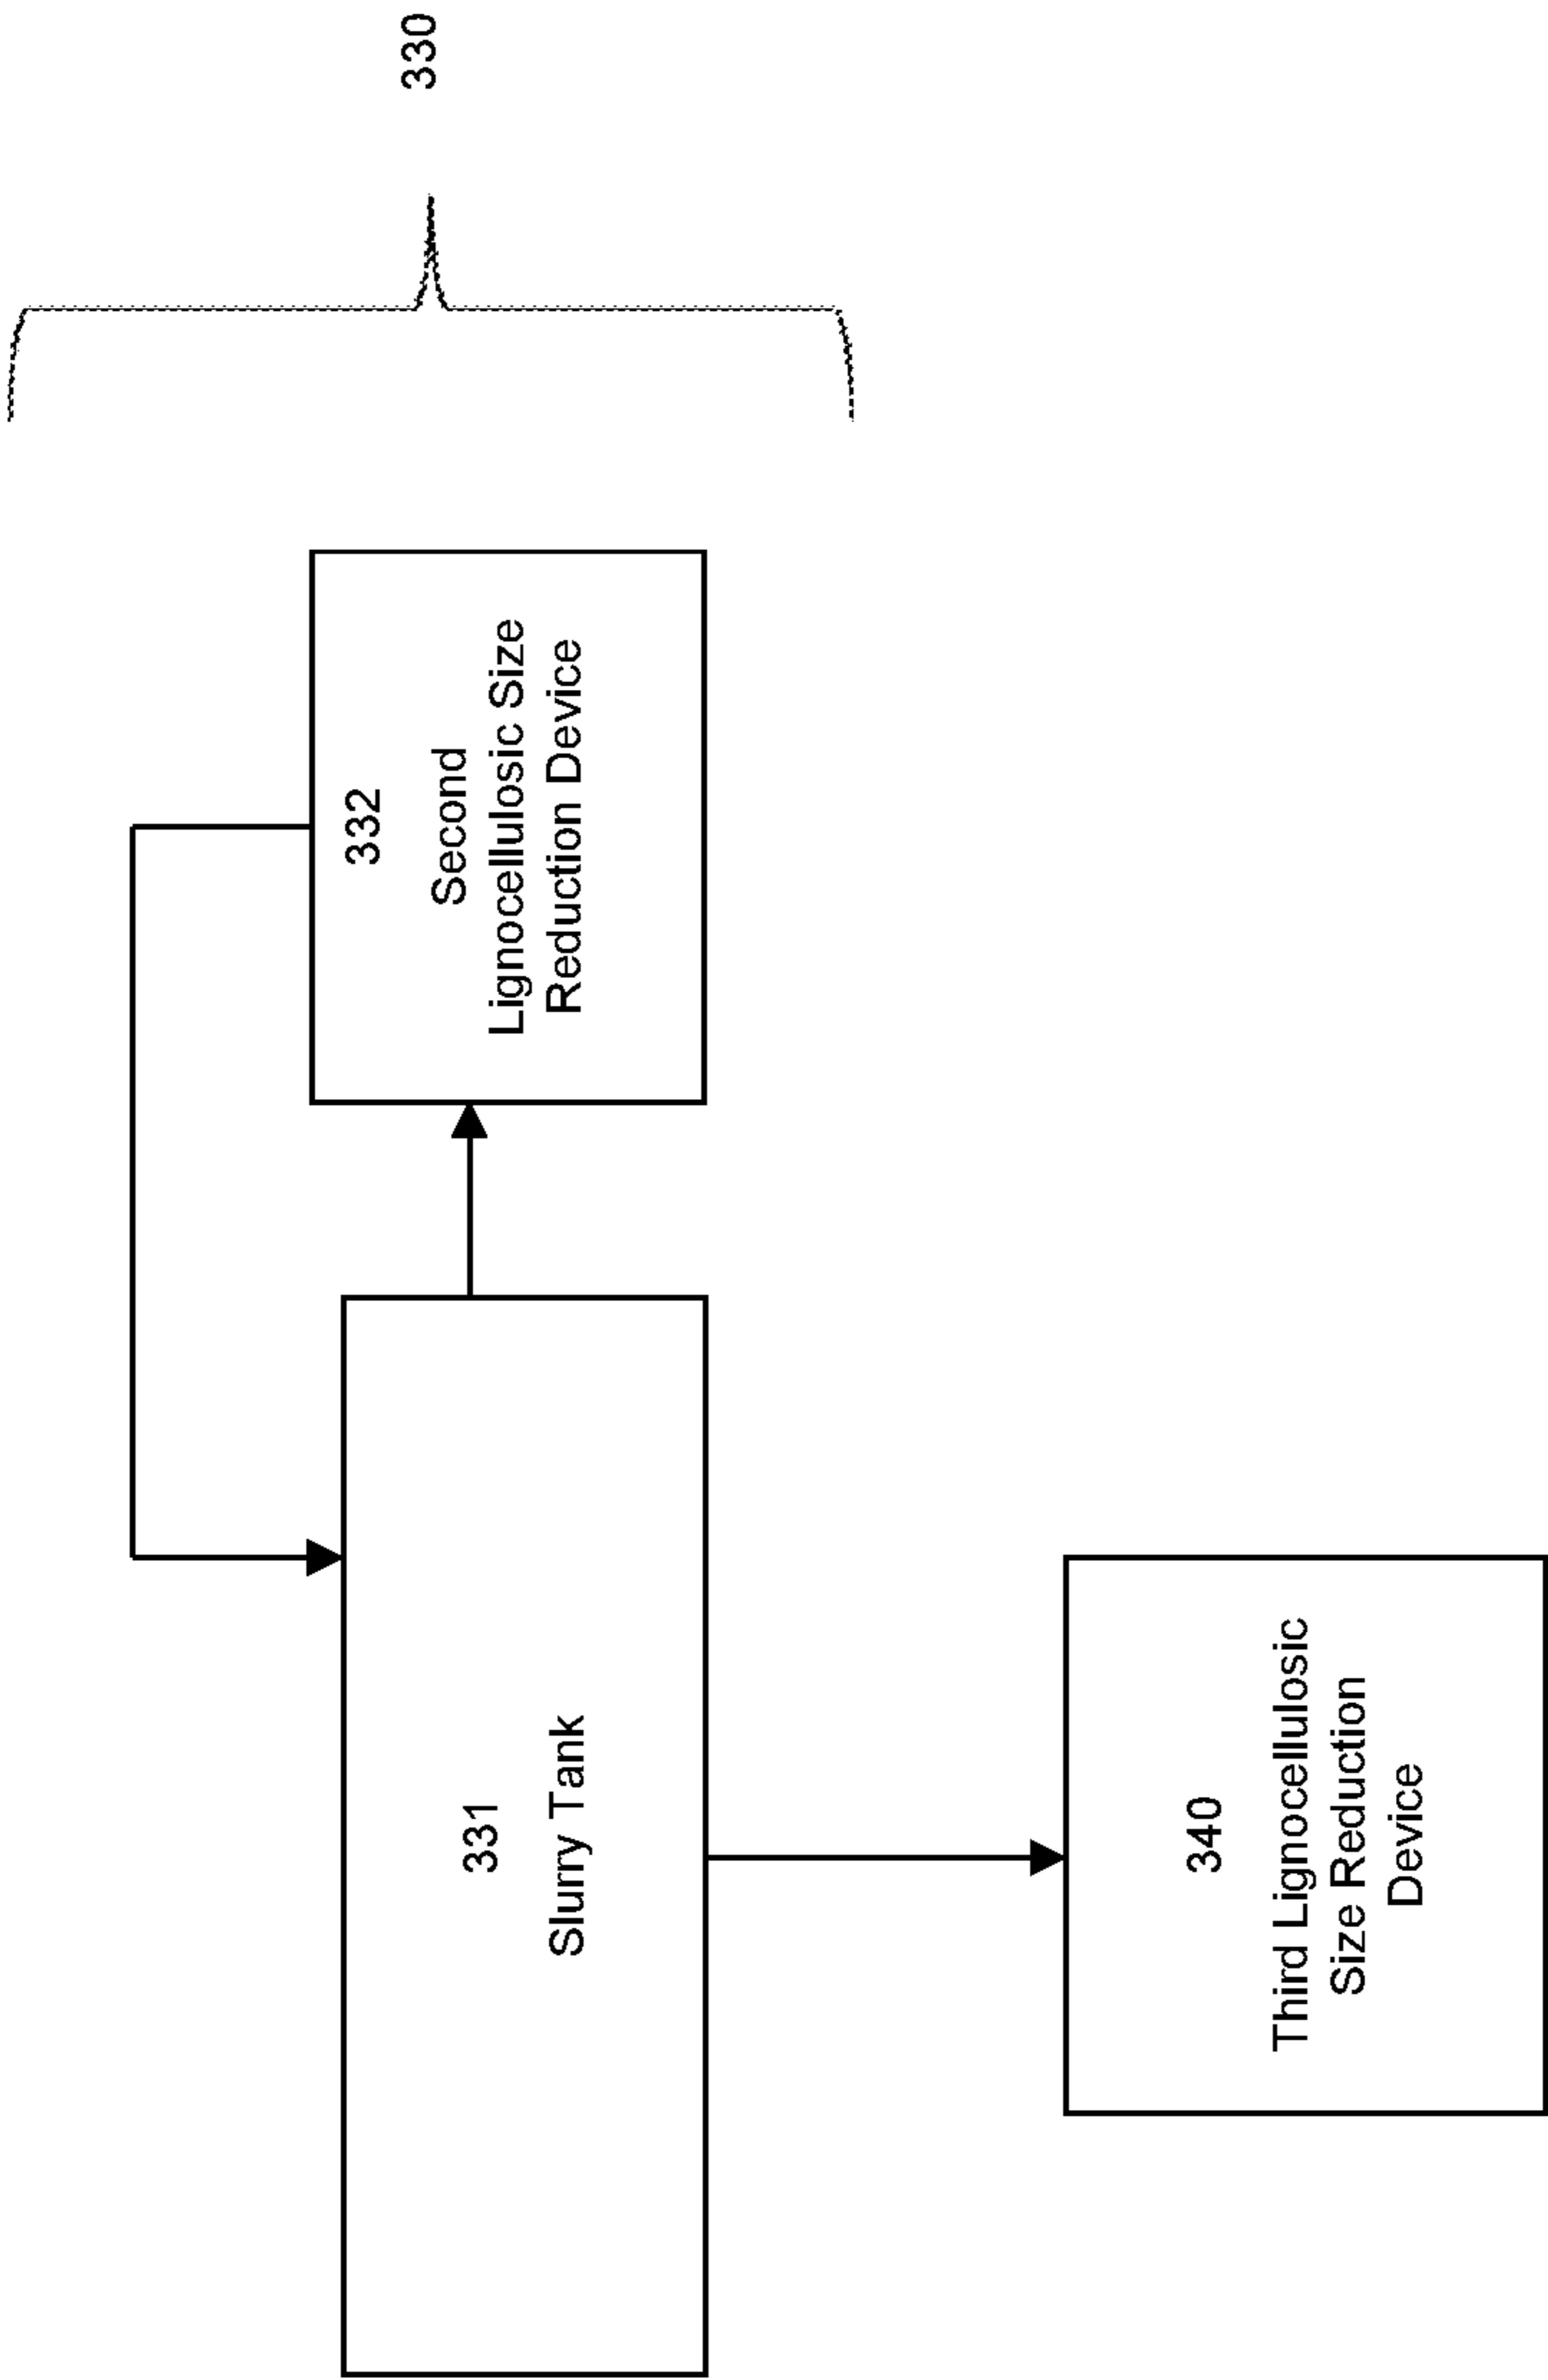 330
332
Second
Lignocellulosic Size
Reduction Device
331
Slurry Tank
340
Third Lignocellulosic
Size Reduction
Device